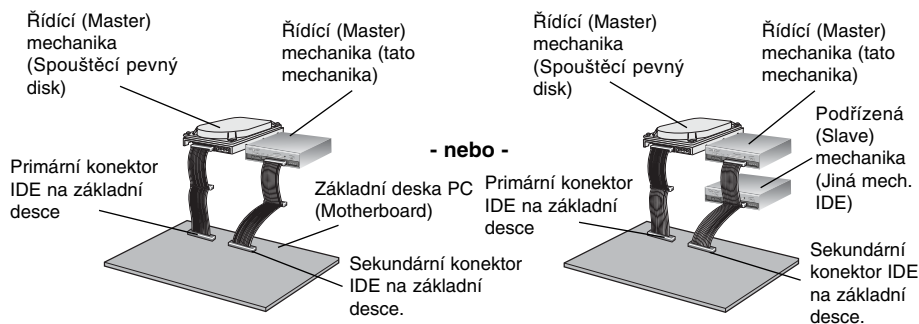 Řídící (Master)
mechanika
(Spouštěcí pevný
disk)
Řídící (Master)
mechanika (tato
mechanika)
Primární konektor
IDE na základní
desce
Základní deska PC
(Motherboard)
Sekundární konektor
IDE na základní
desce.
- nebo -
Řídící (Master)
mechanika
(Spouštěcí pevný
disk)
Řídící (Master)
mechanika (tato
mechanika)
Podřízená
(Slave)
mechanika
(Jiná mech.
IDE)
Primární konektor
IDE na základní
desce
Sekundární
konektor IDE
na základní
desce.